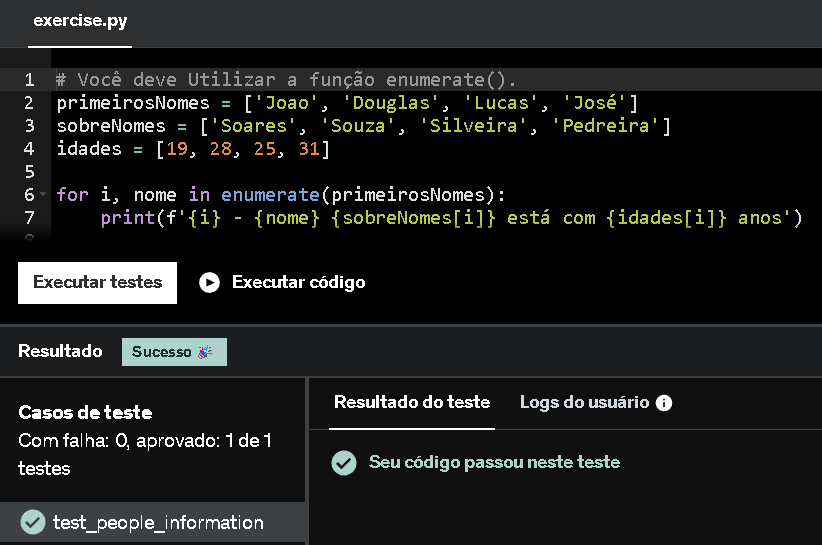 exercise.py
1 # Você deve Utilizar a função enumerate().
2 primeirosNomes = ['Joao', 'Douglas', 'Lucas', 'José']
3 sobreNomes = ['Soares', 'Souza', 'Silveira', 'Pedreira']
4 idades = [19, 28, 25, 31]
5
6 for i, nome in enumerate(primeirosNomes):
7     print(f'{i} - {nome} {sobreNomes[i]} está com {idades[i]} anos')
8
Executar testes Executar código
Resultado Sucesso 🎉
Casos de teste
Com falha: 0, aprovado: 1 de 1
testes
test_people_information
Resultado do teste Logs do usuário
Seu código passou neste teste